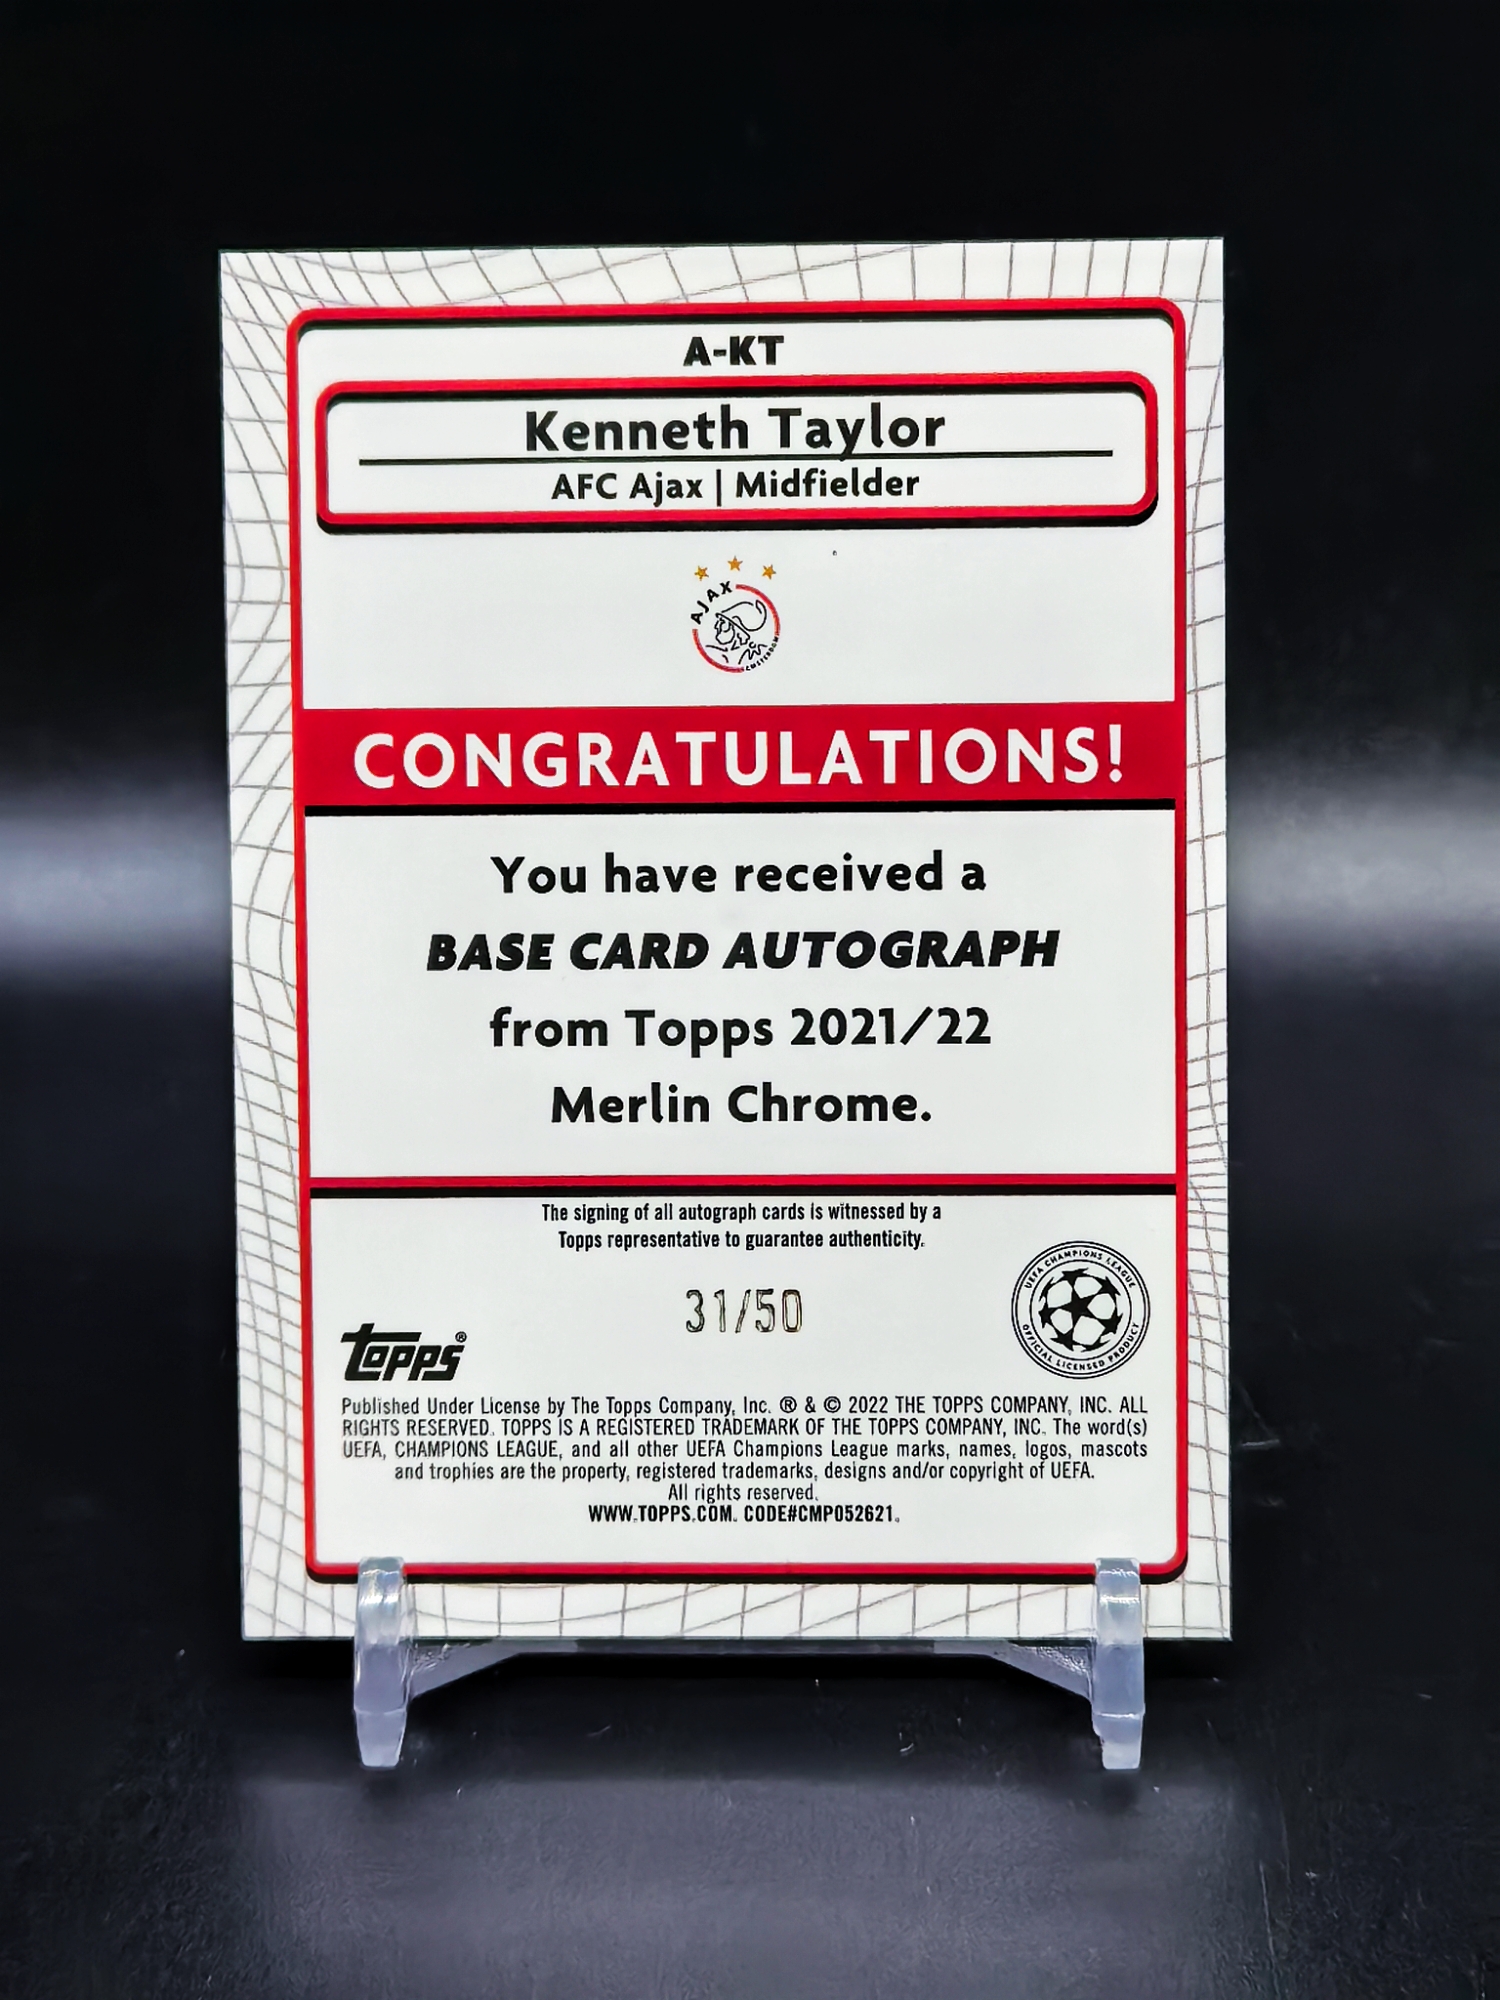 A-KT
Kenneth Taylor
AFC Ajax | Midfielder
AJAX
AMSTERDAM
CONGRATULATIONS!
You have received a
BASE CARD AUTOGRAPH
from Topps 2021/22
Merlin Chrome.
The signing of all autograph cards is witnessed by a
Topps representative to guarantee authenticity.
31/50
topps®
UEFA CHAMPIONS LEAGUE
OFFICIAL LICENSED PRODUCT
Published Under License by The Topps Company, Inc. ® & © 2022 THE TOPPS COMPANY, INC. ALL
RIGHTS RESERVED. TOPPS IS A REGISTERED TRADEMARK OF THE TOPPS COMPANY, INC. The word(s)
UEFA, CHAMPIONS LEAGUE, and all other UEFA Champions League marks, names, logos, mascots
and trophies are the property, registered trademarks, designs and/or copyright of UEFA.
All rights reserved.
WWW.TOPPS.COM. CODE#CMP052621.